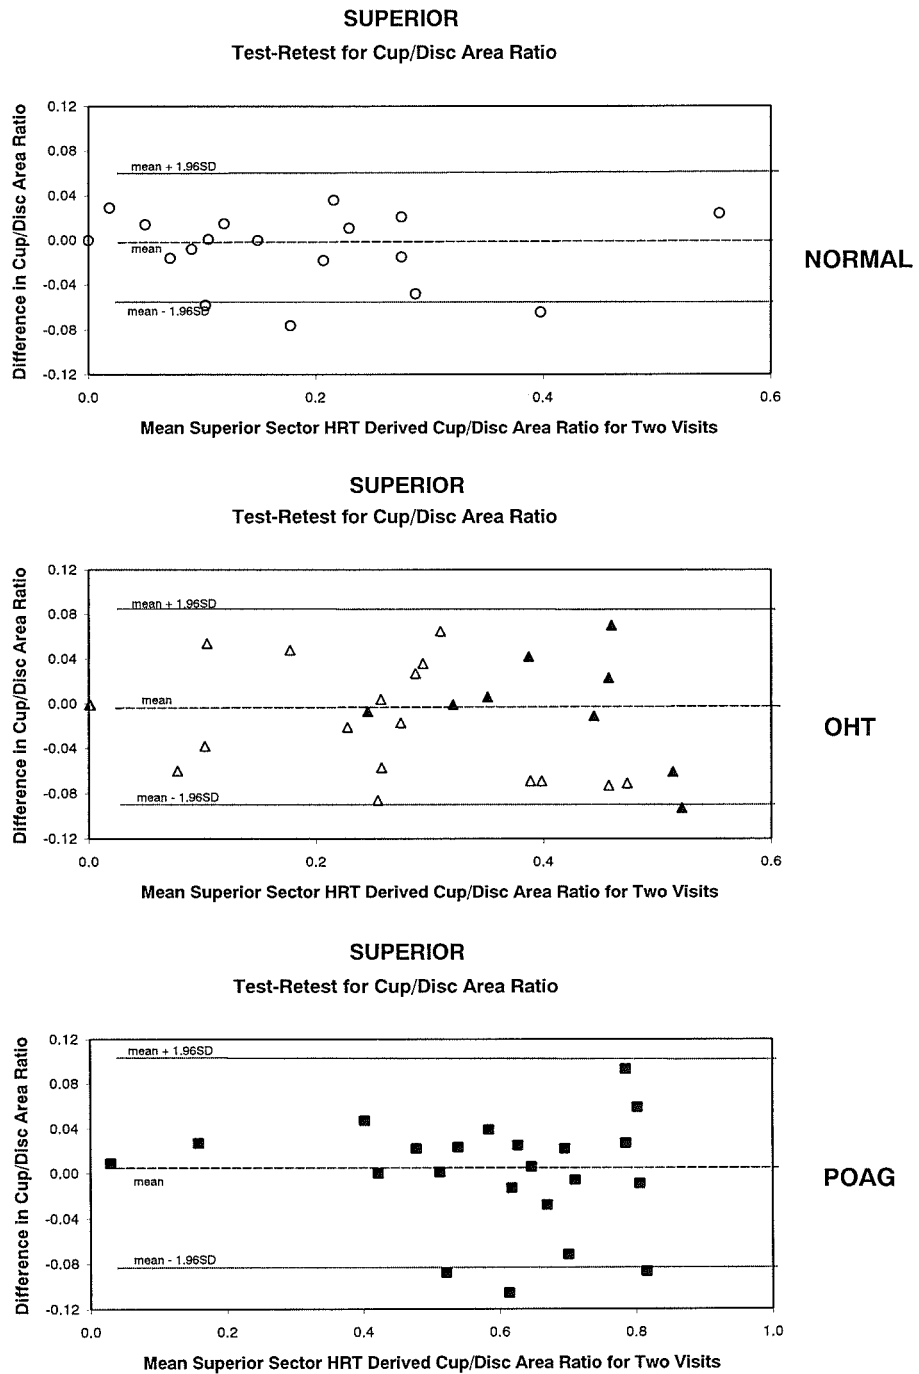 SUPERIOR
Test-Retest for Cup/Disc Area Ratio
Difference in Cup/Disc Area Ratio
0.12
0.08
0.04
0.00
-0.04
-0.08
-0.12
mean + 1.96SD
mean
mean - 1.96SD
NORMAL
0.0 0.2 0.4 0.6
Mean Superior Sector HRT Derived Cup/Disc Area Ratio for Two Visits
SUPERIOR
Test-Retest for Cup/Disc Area Ratio
Difference in Cup/Disc Area Ratio
0.12
0.08
0.04
0.00
-0.04
-0.08
-0.12
mean + 1.96SD
mean
mean - 1.96SD
OHT
0.0 0.2 0.4 0.6
Mean Superior Sector HRT Derived Cup/Disc Area Ratio for Two Visits
SUPERIOR
Test-Retest for Cup/Disc Area Ratio
Difference in Cup/Disc Area Ratio
0.12
0.08
0.04
0.00
-0.04
-0.08
-0.12
mean + 1.96SD
mean
mean - 1.96SD
POAG
0.0 0.2 0.4 0.6 0.8 1.0
Mean Superior Sector HRT Derived Cup/Disc Area Ratio for Two Visits